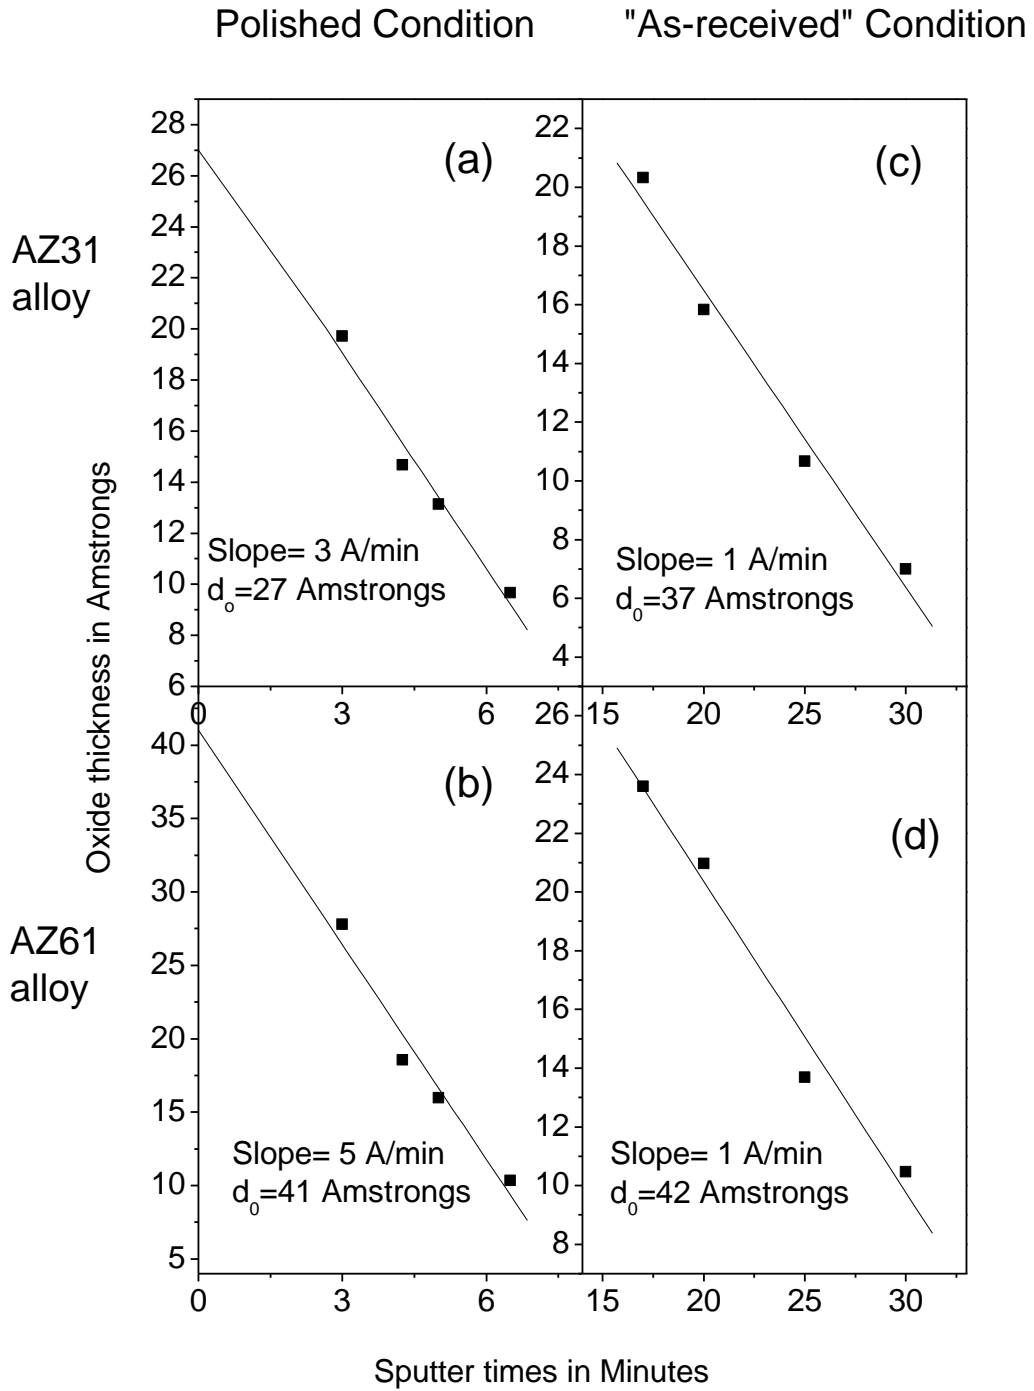 Polished Condition
"As-received" Condition
AZ31
alloy
AZ61
alloy
Oxide thickness in Amstrongs
28
26
24
22
20
18
16
14
12
10
8
6
(a)
Slope= 3 A/min
do=27 Amstrongs
0 3 6
22
20
18
16
14
12
10
8
6
4
(c)
Slope= 1 A/min
d0=37 Amstrongs
15 20 25 30
40
35
30
25
20
15
10
5
(b)
Slope= 5 A/min
d0=41 Amstrongs
0 3 6
26
24
22
20
18
16
14
12
10
8
(d)
Slope= 1 A/min
d0=42 Amstrongs
15 20 25 30
Sputter times in Minutes